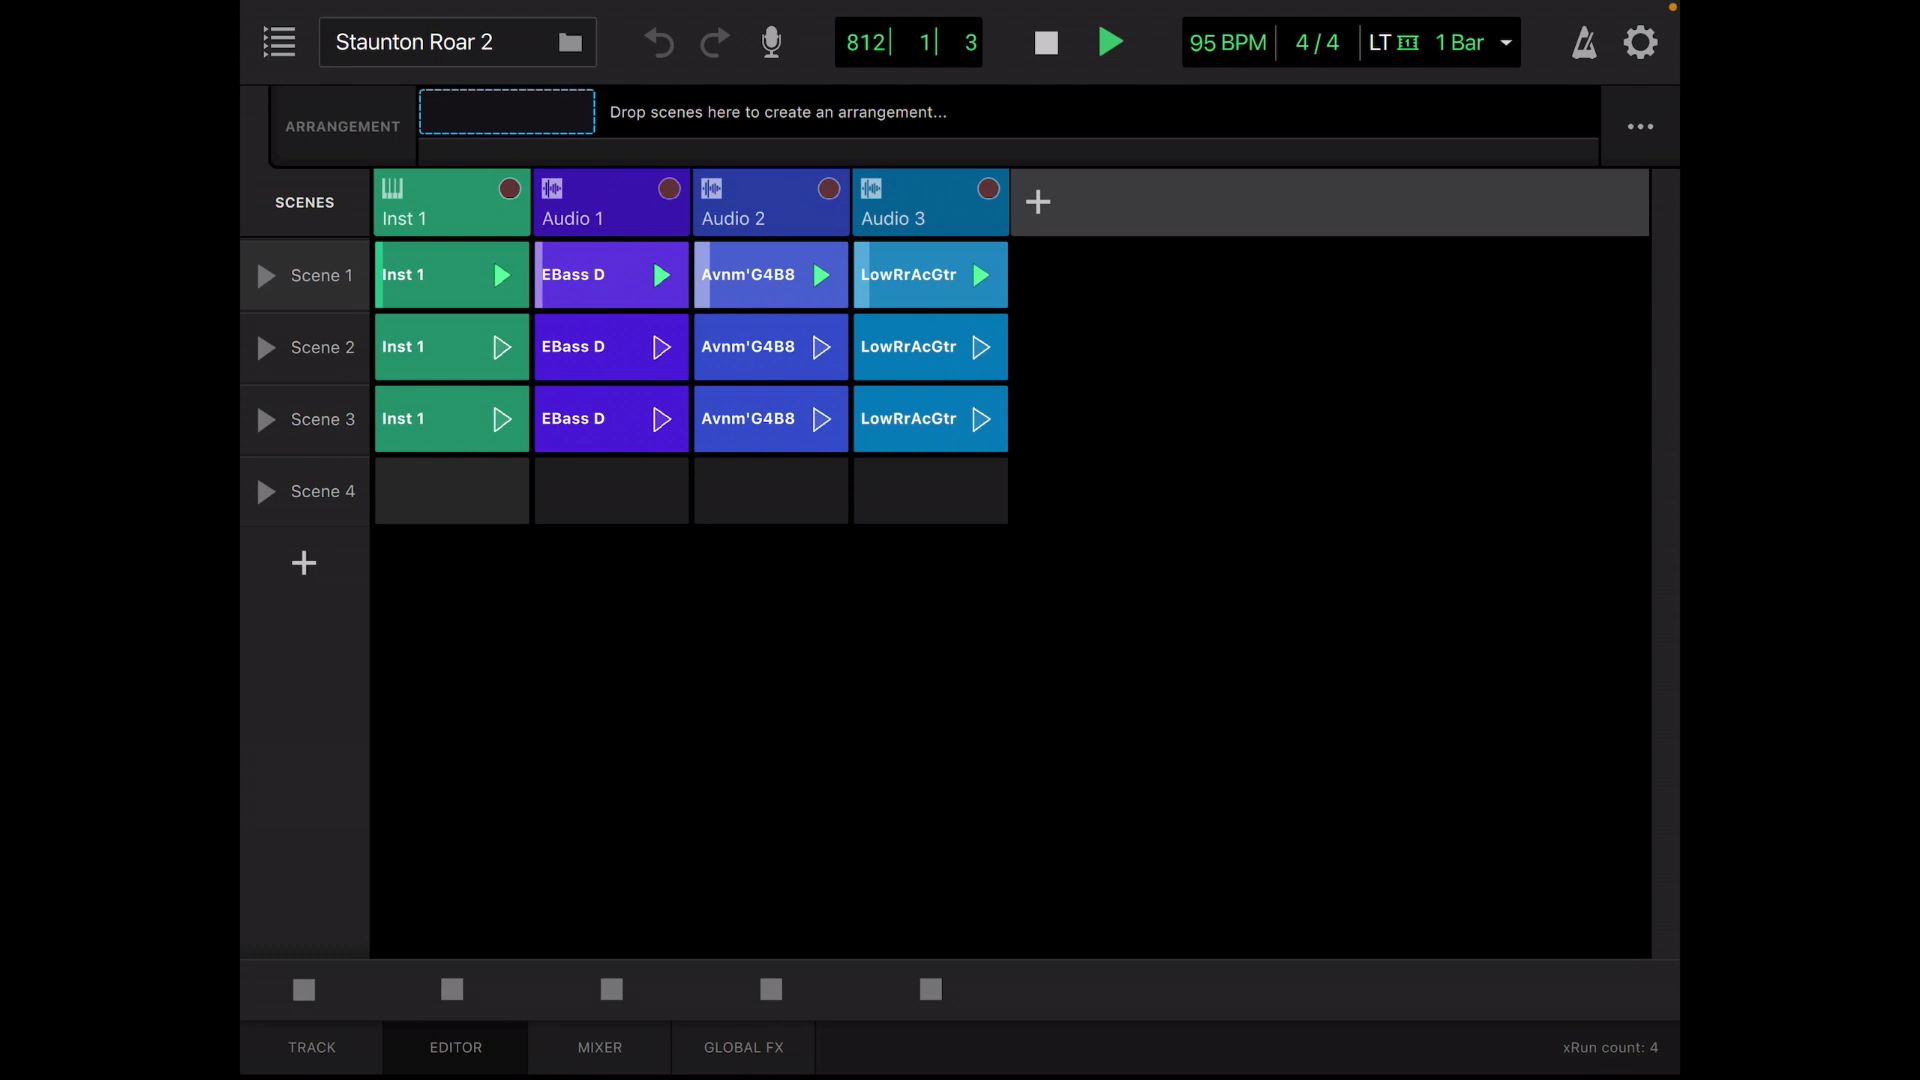 Staunton Roar 2
812 1 3
95 BPM 4 / 4 LT 1 Bar
ARRANGEMENT
Drop scenes here to create an arrangement...
SCENES
Inst 1
Audio 1
Audio 2
Audio 3
Scene 1
Inst 1
EBass D
Avnm'G4B8
LowRrAcGtr
Scene 2
Inst 1
EBass D
Avnm'G4B8
LowRrAcGtr
Scene 3
Inst 1
EBass D
Avnm'G4B8
LowRrAcGtr
Scene 4
TRACK
EDITOR
MIXER
GLOBAL FX
xRun count: 4